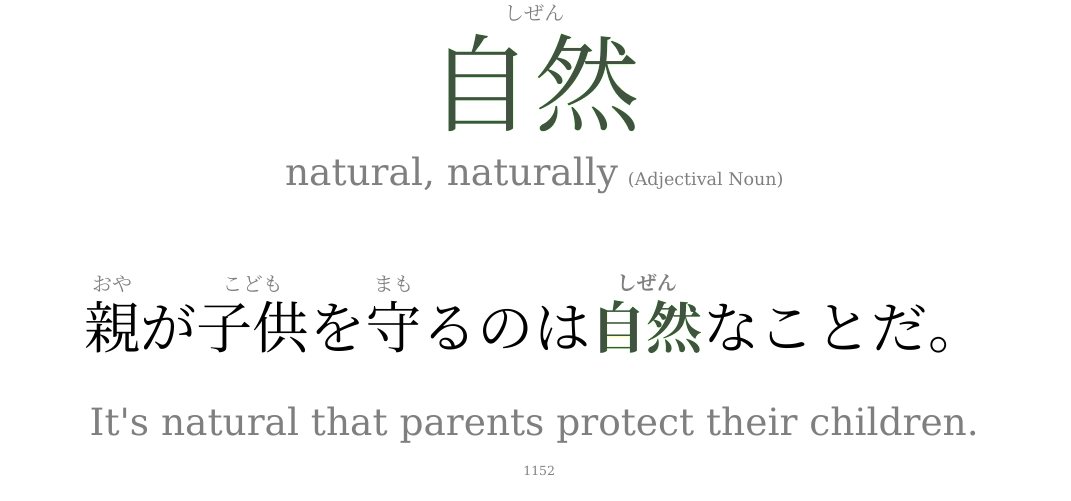 しぜん
自然
natural, naturally (Adjectival Noun)
おや こども まも しぜん
親が子供を守るのは自然なことだ。
It's natural that parents protect their children.
1152